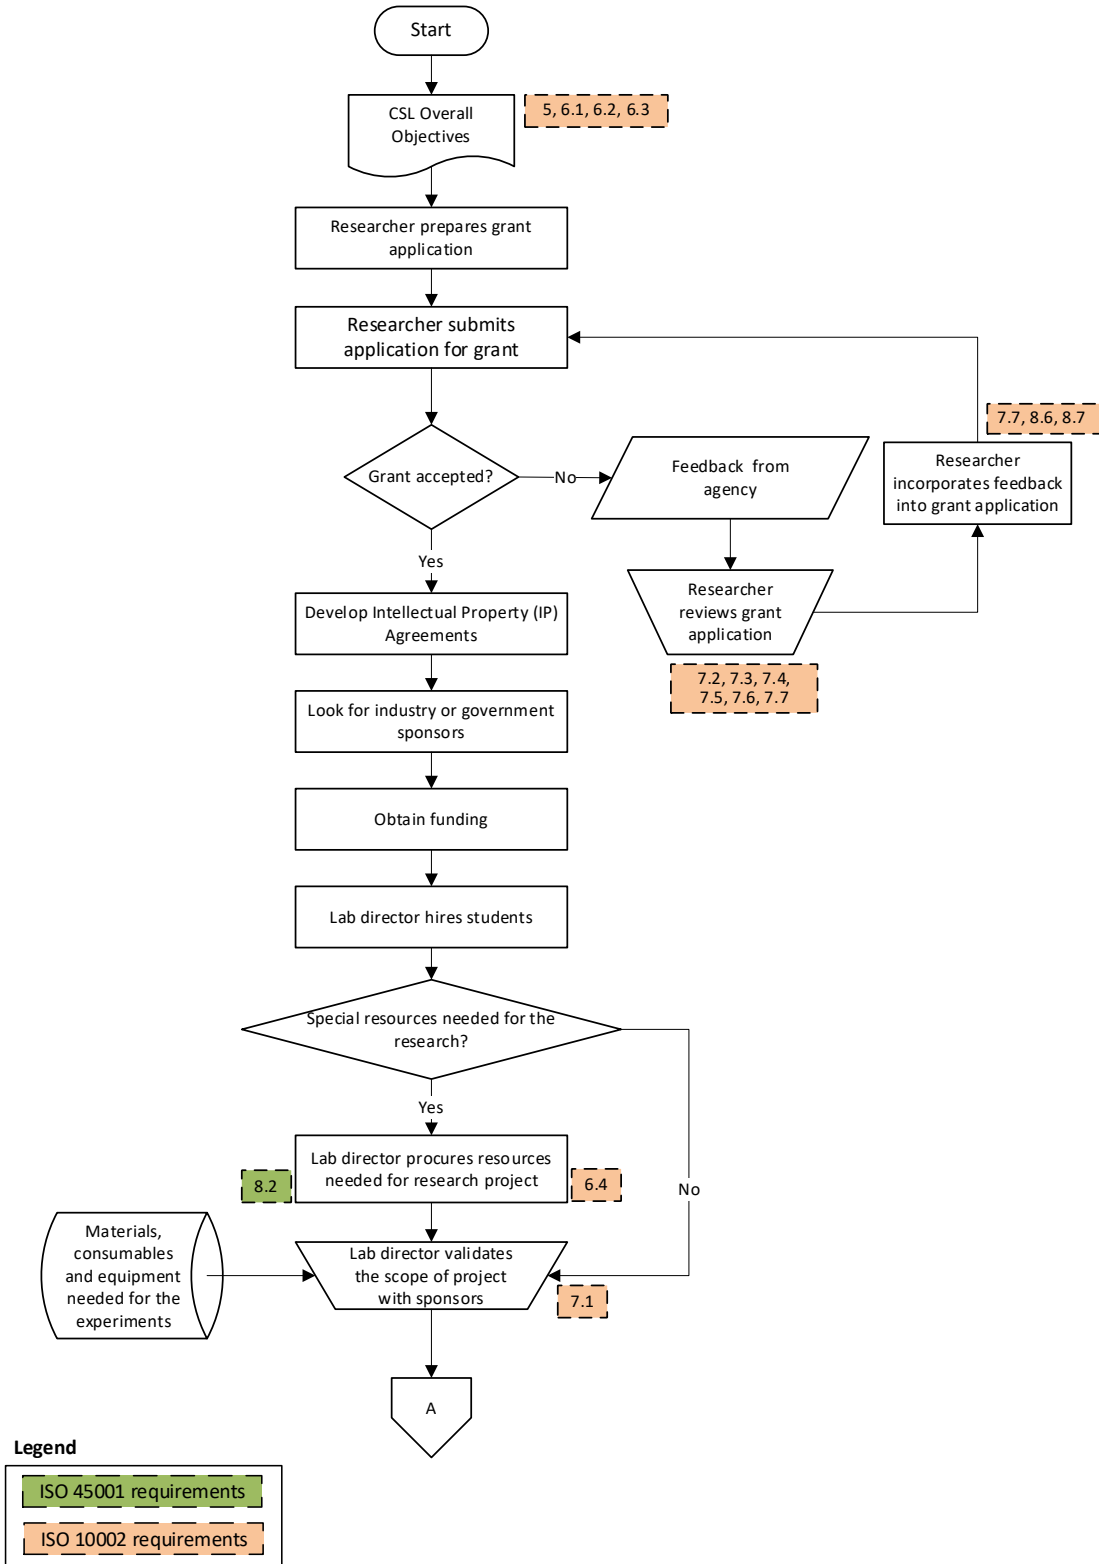 Start
CSL Overall
Objectives
5, 6.1, 6.2, 6.3
Researcher prepares grant
application
Researcher submits
application for grant
Grant accepted?
No
Feedback from
agency
7.7, 8.6, 8.7
Researcher
incorporates feedback
into grant application
Yes
Researcher
reviews grant
application
7.2, 7.3, 7.4,
7.5, 7.6, 7.7
Develop Intellectual Property (IP)
Agreements
Look for industry or government
sponsors
Obtain funding
Lab director hires students
Special resources needed for the
research?
Yes
No
Lab director procures resources
needed for research project
8.2
6.4
Materials,
consumables
and equipment
needed for the
experiments
Lab director validates
the scope of project
with sponsors
7.1
A
Legend
ISO 45001 requirements
ISO 10002 requirements